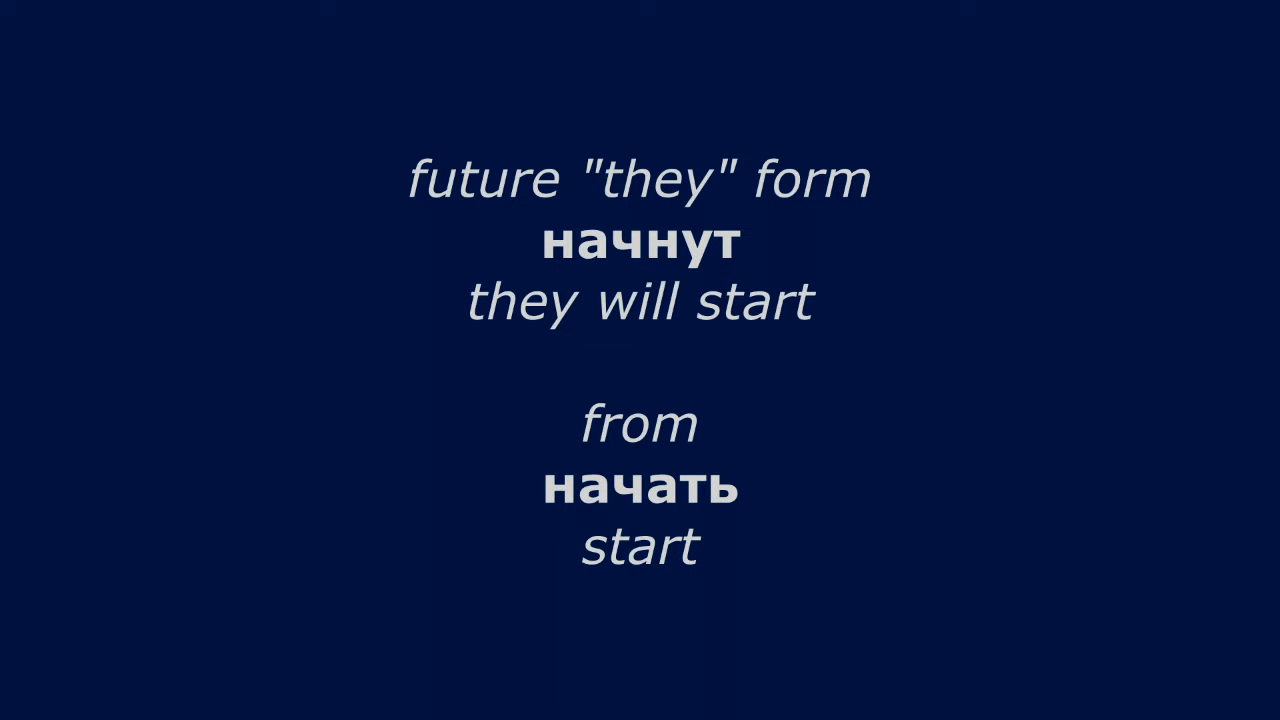 future "they" form
начнут
they will start
from
начать
start